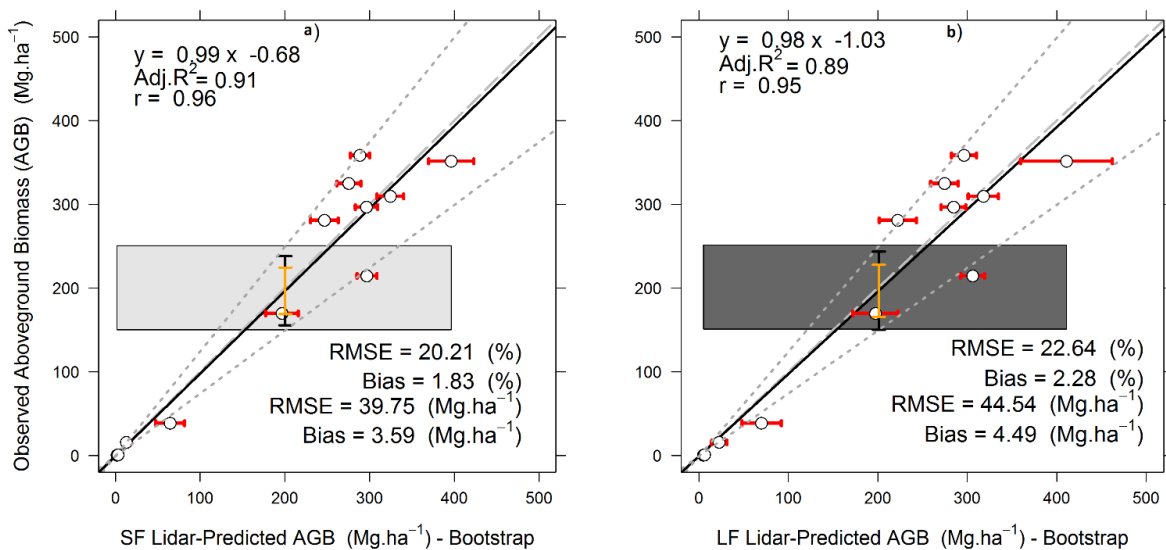 a)
y = 0.99 x -0.68
Adj.R² = 0.91
r = 0.96
500
400
300
200
100
0
Observed Aboveground Biomass (AGB) (Mg.ha⁻¹)
RMSE = 20.21 (%)
Bias = 1.83 (%)
RMSE = 39.75 (Mg.ha⁻¹)
Bias = 3.59 (Mg.ha⁻¹)
0 100 200 300 400 500
SF Lidar-Predicted AGB (Mg.ha⁻¹) - Bootstrap
b)
y = 0.98 x -1.03
Adj.R² = 0.89
r = 0.95
500
400
300
200
100
0
RMSE = 22.64 (%)
Bias = 2.28 (%)
RMSE = 44.54 (Mg.ha⁻¹)
Bias = 4.49 (Mg.ha⁻¹)
0 100 200 300 400 500
LF Lidar-Predicted AGB (Mg.ha⁻¹) - Bootstrap